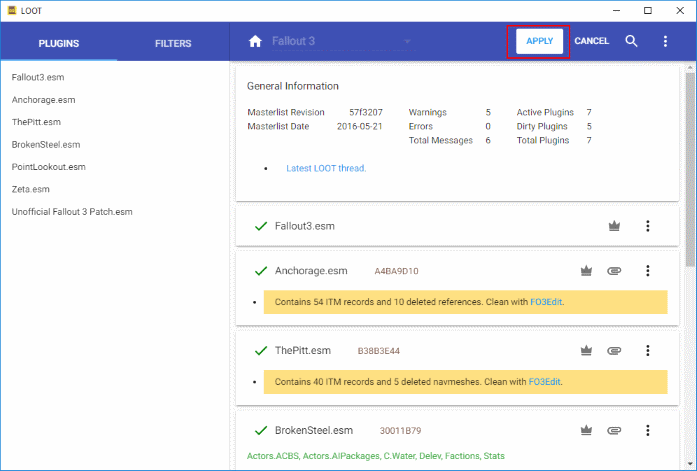 LOOT
PLUGINS FILTERS Fallout 3 APPLY CANCEL
Fallout3.esm
Anchorage.esm
ThePitt.esm
BrokenSteel.esm
PointLookout.esm
Zeta.esm
Unofficial Fallout 3 Patch.esm
General Information
Masterlist Revision 57f3207 Warnings 5 Active Plugins 7
Masterlist Date 2016-05-21 Errors 0 Dirty Plugins 5
Total Messages 6 Total Plugins 7
Latest LOOT thread.
Fallout3.esm
Anchorage.esm A4BA9D10
Contains 54 ITM records and 10 deleted references. Clean with FO3Edit.
ThePitt.esm B38B3E44
Contains 40 ITM records and 5 deleted navmeshes. Clean with FO3Edit.
BrokenSteel.esm 30011B79
Actors.ACBS, Actors.AIPackages, C.Water, Delev, Factions, Stats